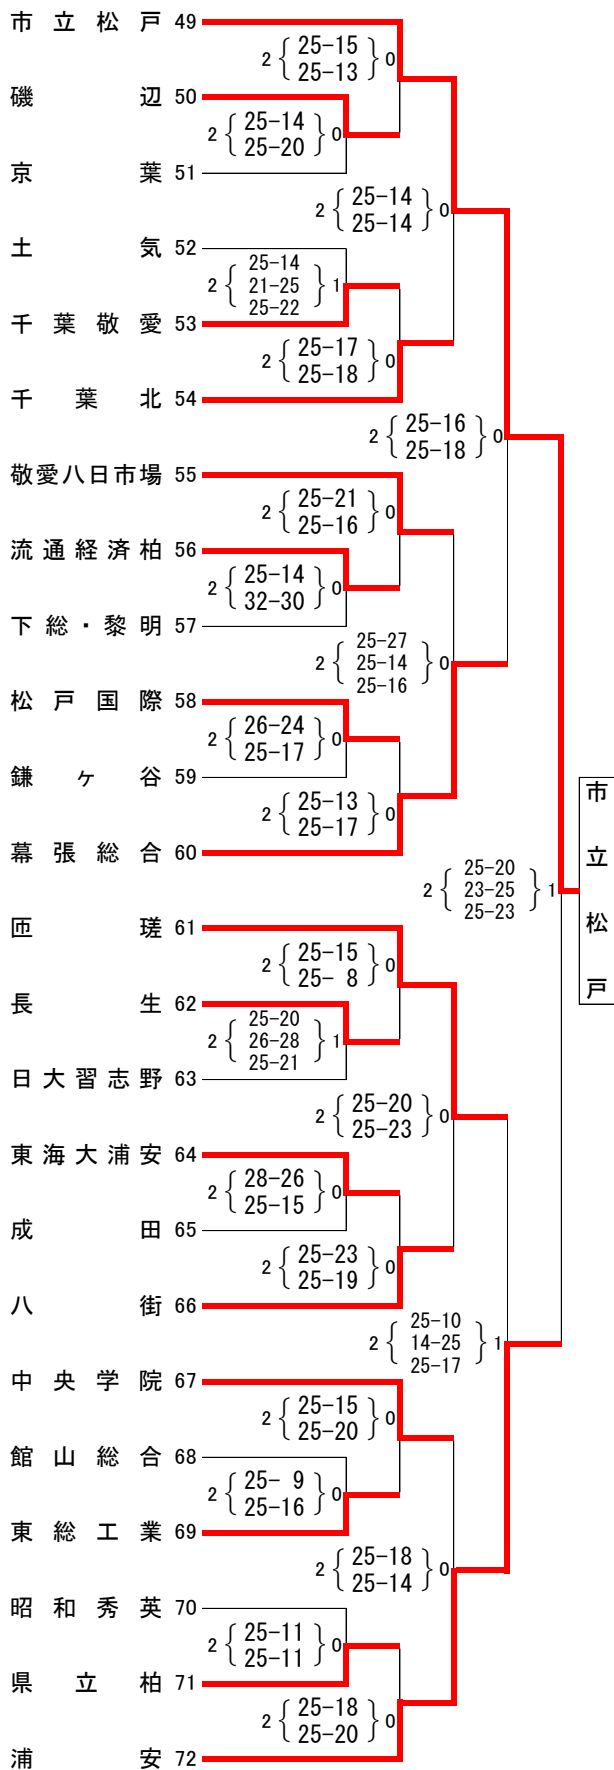 市立松戸 49
2 25-15 0
25-13
磯辺 50
2 25-14 0
25-20
京葉 51
2 25-14 0
25-14
土気 52
2 25-14 1
21-25
25-22
千葉敬愛 53
2 25-17 0
25-18
千葉北 54
2 25-16 0
25-18
敬愛八日市場 55
2 25-21 0
25-16
流通経済柏 56
2 25-14 0
32-30
下総・黎明 57
2 25-27 0
25-14
25-16
松戸国際 58
2 26-24 0
25-17
鎌ヶ谷 59
2 25-13 0
25-17
幕張総合 60
市立松戸
2 25-20 1
23-25
25-23
匝瑳 61
2 25-15 0
25- 8
長生 62
2 25-20 1
26-28
25-21
日大習志野 63
2 25-20 0
25-23
東海大浦安 64
2 28-26 0
25-15
成田 65
2 25-23 0
25-19
八街 66
2 25-10 1
14-25
25-17
中央学院 67
2 25-15 0
25-20
館山総合 68
2 25- 9 0
25-16
東総工業 69
2 25-18 0
25-14
昭和秀英 70
2 25-11 0
25-11
県立柏 71
2 25-18 0
25-20
浦安 72